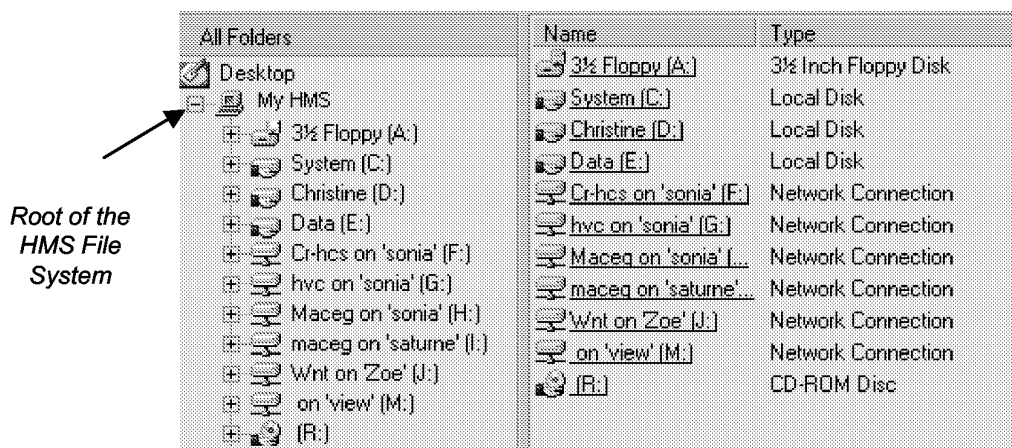 All Folders
Desktop
My HMS
3½ Floppy (A:)
System (C:)
Christine (D:)
Data (E:)
Cr-hcs on 'sonia' (F:)
hvc on 'sonia' (G:)
Maceg on 'sonia' (H:)
maceg on 'saturne' (I:)
Wnt on 'Zoe' (J:)
on 'view' (M:)
(R:)
Root of the
HMS File
System
Name Type
3½ Floppy (A:) 3½ Inch Floppy Disk
System (C:) Local Disk
Christine (D:) Local Disk
Data (E:) Local Disk
Cr-hcs on 'sonia' (F:) Network Connection
hvc on 'sonia' (G:) Network Connection
Maceg on 'sonia' (... Network Connection
maceg on 'saturne'... Network Connection
Wnt on 'Zoe' (J:) Network Connection
on 'view' (M:) Network Connection
(R:) CD-ROM Disc